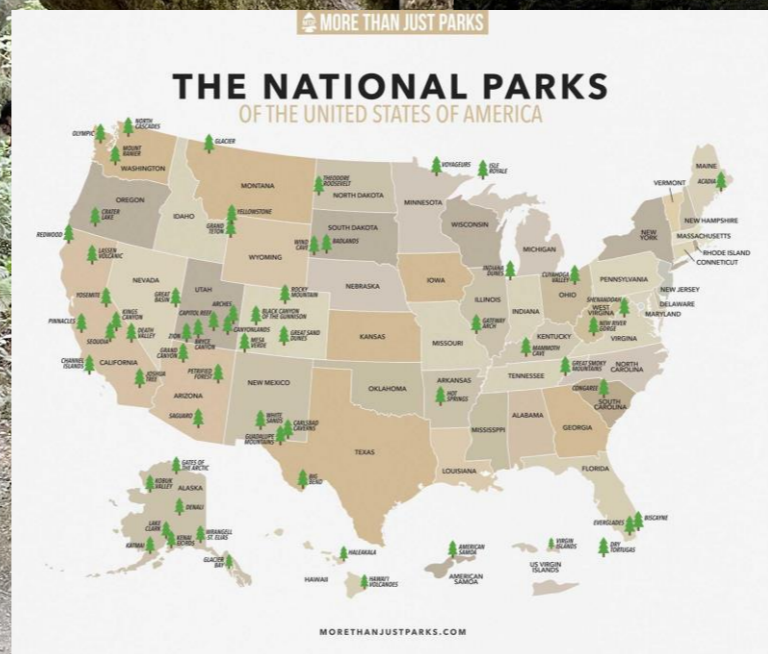 MORE THAN JUST PARKS
THE NATIONAL PARKS
OF THE UNITED STATES OF AMERICA
OLYMPIC
NORTH
CASCADES
MOUNT
RAINIER
WASHINGTON
GLACIER
MONTANA
THEODORE
ROOSEVELT
NORTH DAKOTA
VOYAGEURS
ISLE
ROYALE
MINNESOTA
MAINE
ACADIA
VERMONT
NEW HAMPSHIRE
MASSACHUSETTS
RHODE ISLAND
CONNECTICUT
NEW
YORK
OREGON
CRATER
LAKE
IDAHO
YELLOWSTONE
GRAND
TETON
WYOMING
SOUTH DAKOTA
WIND
CAVE
BADLANDS
WISCONSIN
MICHIGAN
REDWOOD
LASSEN
VOLCANIC
NEVADA
UTAH
GREAT
BASIN
ARCHES
CAPITOL REEF
CANYONLANDS
ZION
BRYCE
CANYON
ROCKY
MOUNTAIN
BLACK CANYON
OF THE GUNNISON
GREAT SAND
DUNES
MESA
VERDE
NEBRASKA
IOWA
INDIANA
DUNES
CUYAHOGA
VALLEY
PENNSYLVANIA
NEW JERSEY
DELAWARE
MARYLAND
ILLINOIS
INDIANA
OHIO
SHENANDOAH
WEST
VIRGINIA
NEW RIVER
GORGE
VIRGINIA
YOSEMITE
PINNACLES
KINGS
CANYON
SEQUOIA
DEATH
VALLEY
CHANNEL
ISLANDS
CALIFORNIA
JOSHUA
TREE
GRAND
CANYON
PETRIFIED
FOREST
ARIZONA
SAGUARO
NEW MEXICO
WHITE
SANDS
CARLSBAD
CAVERNS
GUADALUPE
MOUNTAINS
KANSAS
MISSOURI
GATEWAY
ARCH
KENTUCKY
MAMMOTH
CAVE
GREAT SMOKY
MOUNTAINS
NORTH
CAROLINA
TENNESSEE
CONGAREE
SOUTH
CAROLINA
OKLAHOMA
ARKANSAS
HOT
SPRINGS
MISSISSIPPI
ALABAMA
GEORGIA
TEXAS
BIG
BEND
LOUISIANA
FLORIDA
EVERGLADES
BISCAYNE
DRY
TORTUGAS
GATES OF
THE ARCTIC
KOBUK
VALLEY
ALASKA
DENALI
LAKE
CLARK
KATMAI
KENAI
FJORDS
WRANGELL
ST. ELIAS
GLACIER
BAY
HALEAKALA
HAWAII
HAWAI'I
VOLCANOES
AMERICAN
SAMOA
AMERICAN
SAMOA
VIRGIN
ISLANDS
US VIRGIN
ISLANDS
MORETHANJUSTPARKS.COM